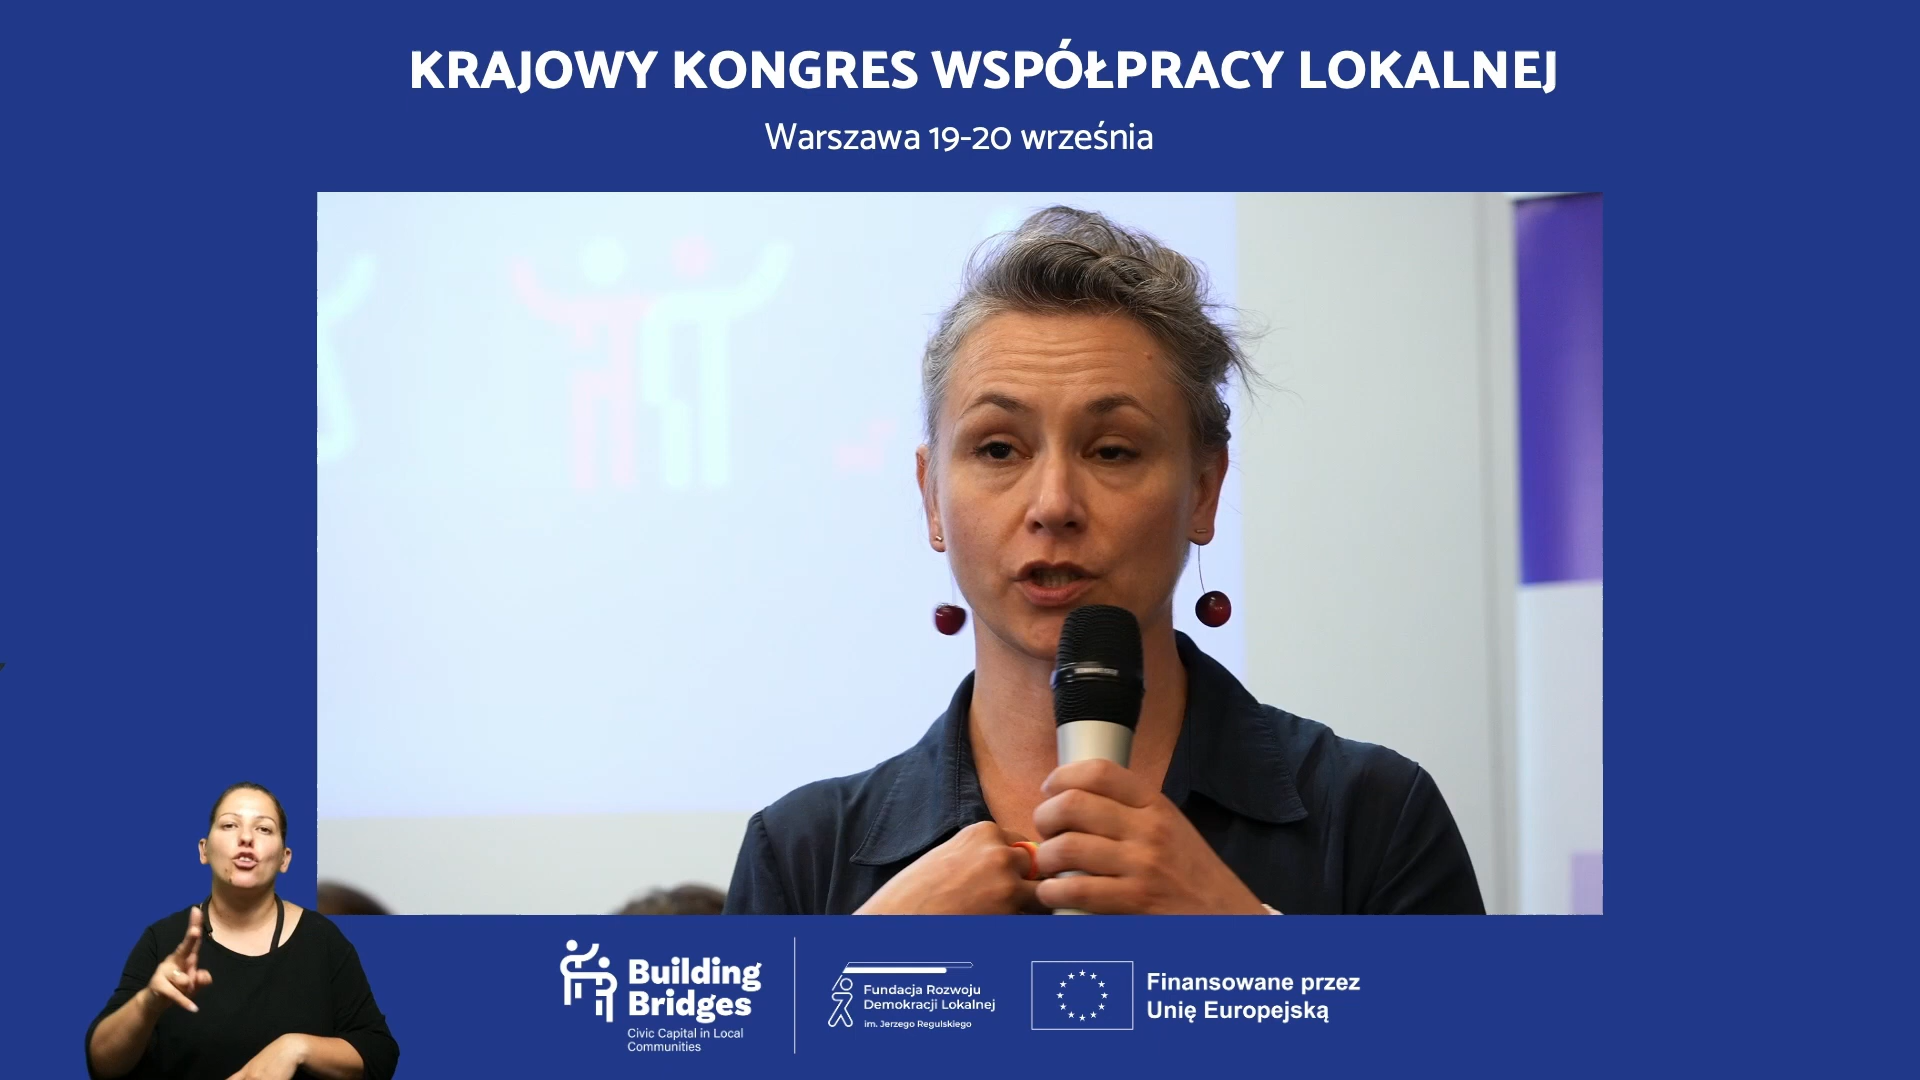 KRAJOWY KONGRES WSPÓŁPRACY LOKALNEJ
Warszawa 19-20 września
Building
Bridges
Civic Capital in Local
Communities
Fundacja Rozwoju
Demokracji Lokalnej
im. Jerzego Regulskiego
Finansowane przez
Unię Europejską